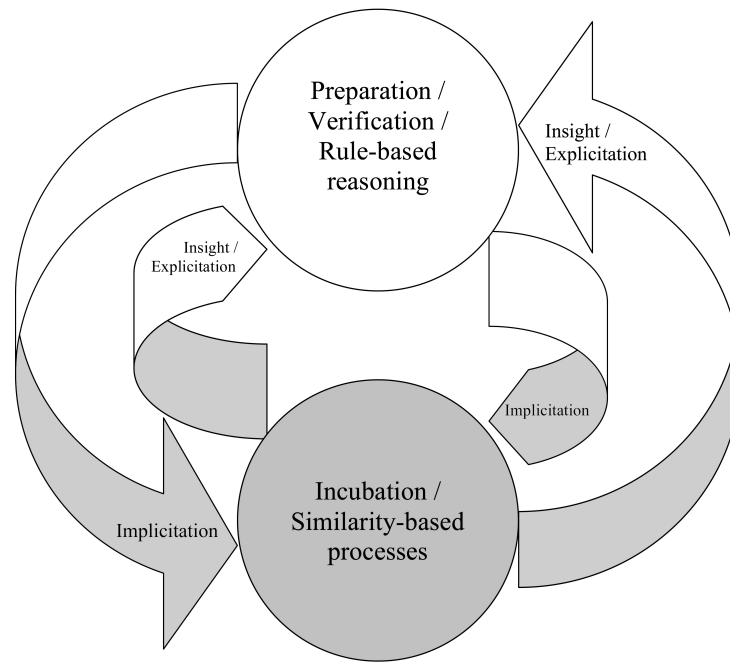 Preparation /
Verification /
Rule-based
reasoning
Insight /
Explicitation
Insight /
Explicitation
Implicitation
Incubation /
Similarity-based
processes
Implicitation